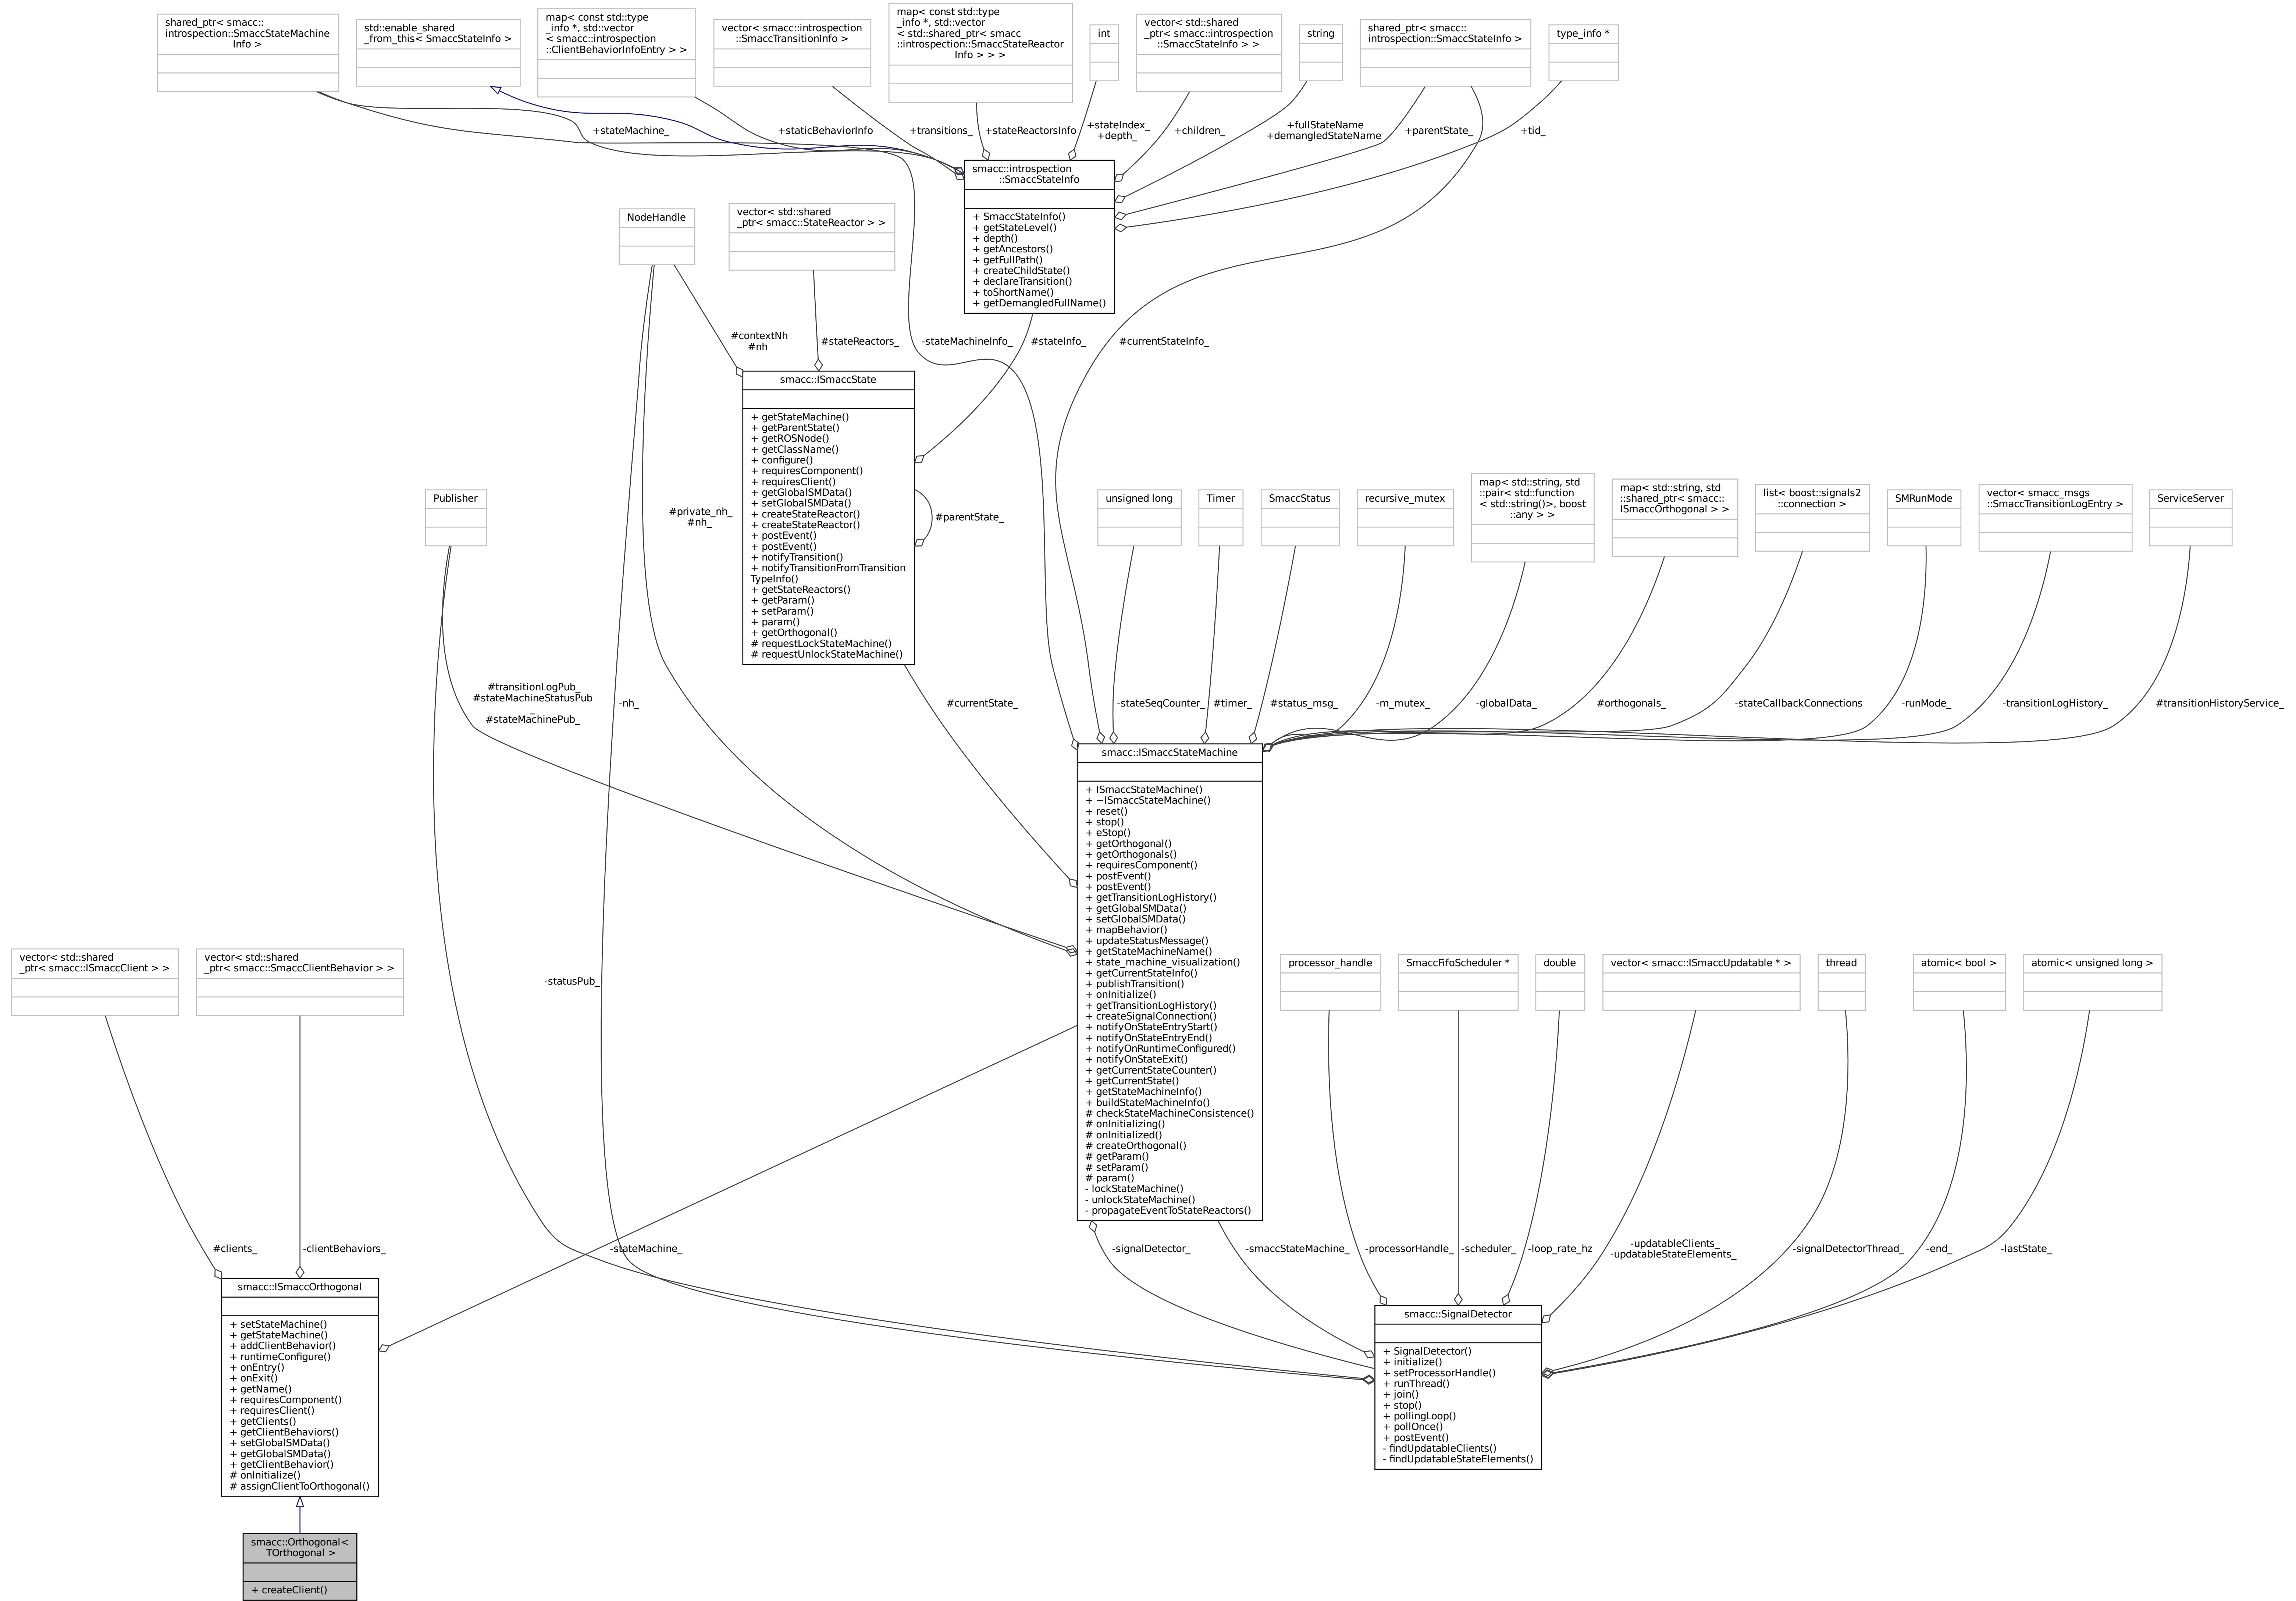 shared_ptr< smacc::
introspection::SmaccStateMachine
Info >
std::enable_shared
_from_this< SmaccStateInfo >
map< const std::type
_info *, std::vector
< smacc::introspection
::ClientBehaviorInfoEntry > >
vector< smacc::introspection
::SmaccTransitionInfo >
map< const std::type
_info *, std::vector
< std::shared_ptr< smacc
::introspection::SmaccStateReactor
Info > > >
int
vector< std::shared
_ptr< smacc::introspection
::SmaccStateInfo > >
string
shared_ptr< smacc::
introspection::SmaccStateInfo >
type_info *
+stateMachine_
+staticBehaviorInfo
+transitions_
+stateReactorsInfo
+stateIndex_
+depth_
+children_
+fullStateName
+demangledStateName
+parentState_
+tid_
smacc::introspection
::SmaccStateInfo
+ SmaccStateInfo()
+ getStateLevel()
+ depth()
+ getAncestors()
+ getFullPath()
+ createChildState()
+ declareTransition()
+ toShortName()
+ getDemangledFullName()
NodeHandle
vector< std::shared
_ptr< smacc::StateReactor > >
#contextNh
#nh
#stateReactors_
-stateMachineInfo_
#stateInfo_
#currentStateInfo_
smacc::ISmaccState
+ getStateMachine()
+ getParentState()
+ getROSNode()
+ getClassName()
+ configure()
+ requiresComponent()
+ requiresClient()
+ getGlobalSMData()
+ setGlobalSMData()
+ createStateReactor()
+ createStateReactor()
+ postEvent()
+ postEvent()
+ notifyTransition()
+ notifyTransitionFromTransition
TypeInfo()
+ getStateReactors()
+ getParam()
+ setParam()
+ param()
+ getOrthogonal()
# requestLockStateMachine()
# requestUnlockStateMachine()
#parentState_
Publisher
#private_nh_
#nh_
unsigned long
Timer
SmaccStatus
recursive_mutex
map< std::string, std
::pair< std::function
< std::string()>, boost
::any > >
map< std::string, std
::shared_ptr< smacc::
ISmaccOrthogonal > >
list< boost::signals2
::connection >
SMRunMode
vector< smacc_msgs
::SmaccTransitionLogEntry >
ServiceServer
#transitionLogPub_
#stateMachineStatusPub
_
#stateMachinePub_
-nh_
#currentState_
-stateSeqCounter_
#timer_
#status_msg_
-m_mutex_
-globalData_
#orthogonals_
-stateCallbackConnections
-runMode_
-transitionLogHistory_
#transitionHistoryService_
smacc::ISmaccStateMachine
+ ISmaccStateMachine()
+ ~ISmaccStateMachine()
+ reset()
+ stop()
+ eStop()
+ getOrthogonal()
+ getOrthogonals()
+ requiresComponent()
+ postEvent()
+ postEvent()
+ getTransitionLogHistory()
+ getGlobalSMData()
+ setGlobalSMData()
+ mapBehavior()
+ updateStatusMessage()
+ getStateMachineName()
+ state_machine_visualization()
+ getCurrentStateInfo()
+ publishTransition()
+ onInitialize()
+ getTransitionLogHistory()
+ createSignalConnection()
+ notifyOnStateEntryStart()
+ notifyOnStateEntryEnd()
+ notifyOnRuntimeConfigured()
+ notifyOnStateExit()
+ getCurrentStateCounter()
+ getCurrentState()
+ getStateMachineInfo()
+ buildStateMachineInfo()
# checkStateMachineConsistence()
# onInitializing()
# onInitialized()
# createOrthogonal()
# getParam()
# setParam()
# param()
- lockStateMachine()
- unlockStateMachine()
- propagateEventToStateReactors()
vector< std::shared
_ptr< smacc::ISmaccClient > >
vector< std::shared
_ptr< smacc::SmaccClientBehavior > >
-statusPub_
processor_handle
SmaccFifoScheduler *
double
vector< smacc::ISmaccUpdatable * >
thread
atomic< bool >
atomic< unsigned long >
#clients_
-clientBehaviors_
-stateMachine_
-signalDetector_
-smaccStateMachine_
-processorHandle_
-scheduler_
-loop_rate_hz
-updatableClients_
-updatableStateElements_
-signalDetectorThread_
-end_
-lastState_
smacc::ISmaccOrthogonal
+ setStateMachine()
+ getStateMachine()
+ addClientBehavior()
+ runtimeConfigure()
+ onEntry()
+ onExit()
+ getName()
+ requiresComponent()
+ requiresClient()
+ getClients()
+ getClientBehaviors()
+ setGlobalSMData()
+ getGlobalSMData()
+ getClientBehavior()
# onInitialize()
# assignClientToOrthogonal()
smacc::SignalDetector
+ SignalDetector()
+ initialize()
+ setProcessorHandle()
+ runThread()
+ join()
+ stop()
+ pollingLoop()
+ pollOnce()
+ postEvent()
- findUpdatableClients()
- findUpdatableStateElements()
smacc::Orthogonal<
TOrthogonal >
+ createClient()